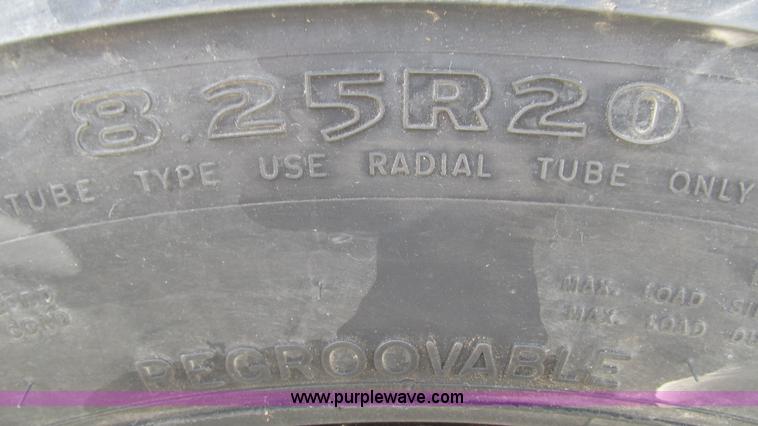 8.25R20
TUBE TYPE USE RADIAL TUBE ONLY
MAX. LOAD
MAX. LOAD
REGROOVABLE
www.purplewave.com